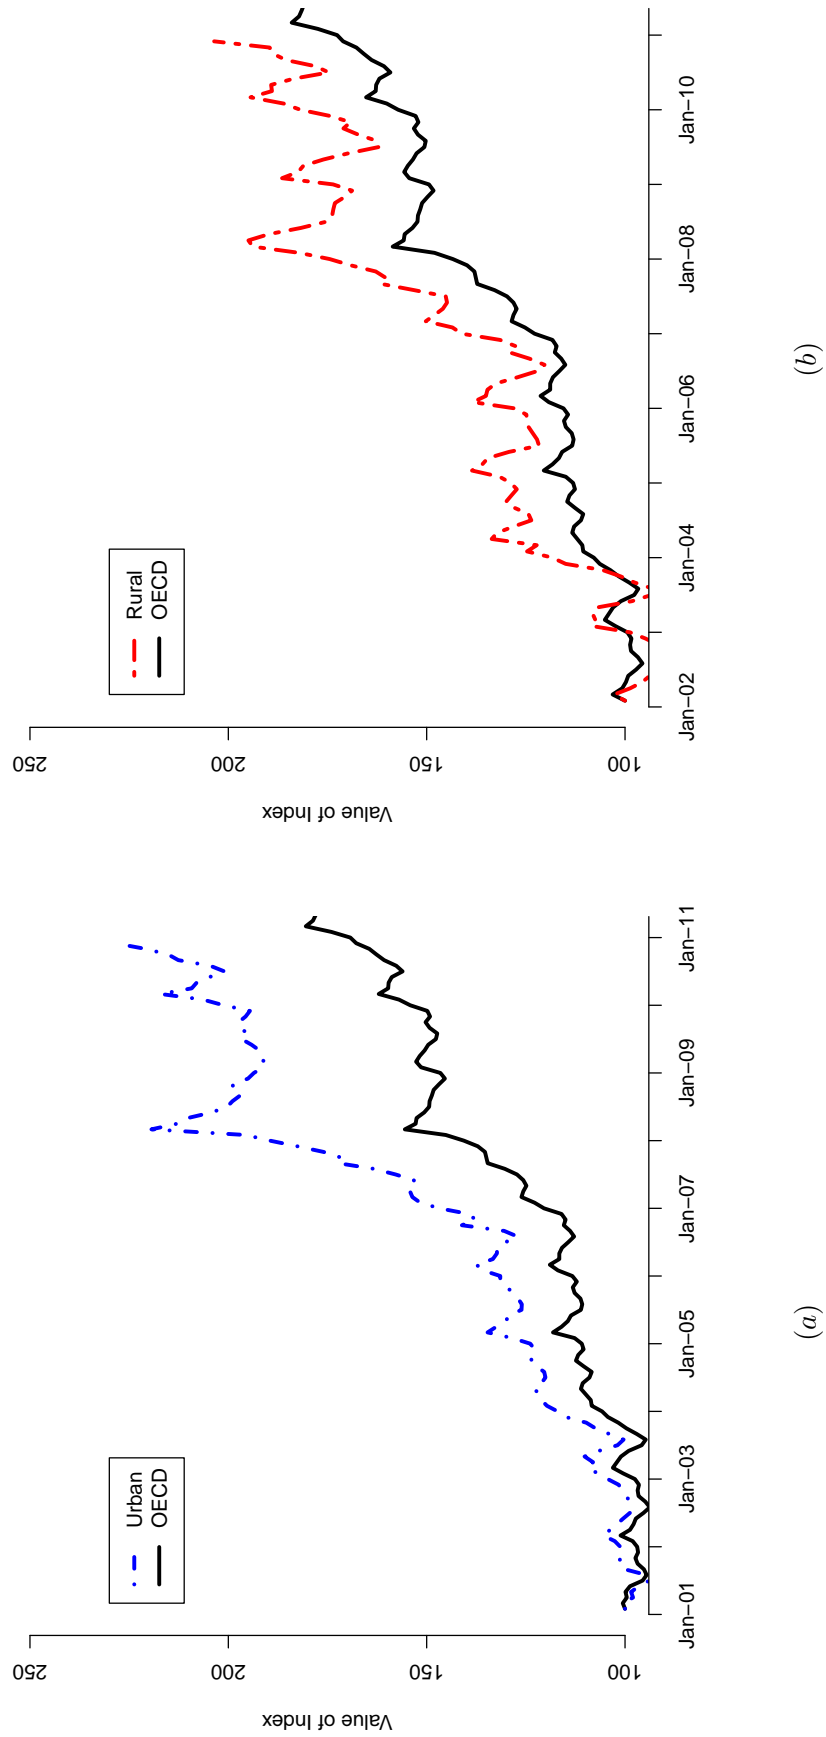 Urban
OECD
Value of Index
250
200
150
100
Jan−01
Jan−03
Jan−05
Jan−07
Jan−09
Jan−11
(a)
Rural
OECD
Value of Index
250
200
150
100
Jan−02
Jan−04
Jan−06
Jan−08
Jan−10
(b)